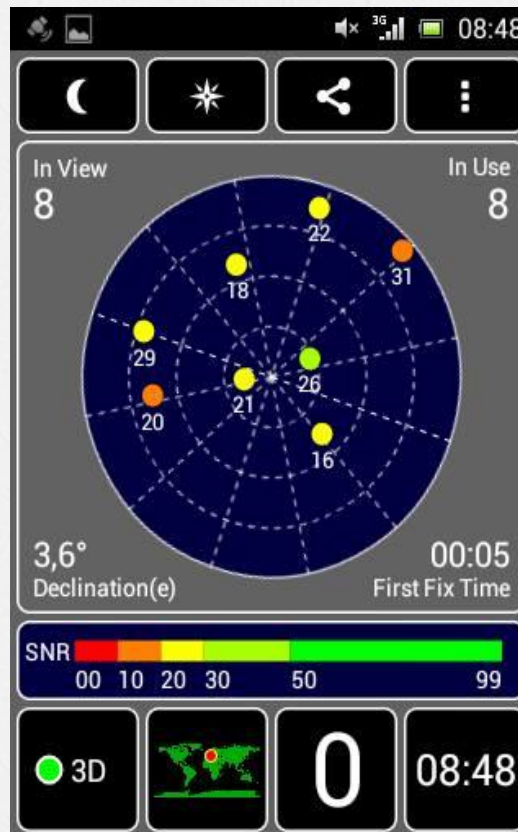 3G 08:48
In View
8
In Use
8
22
31
18
29
26
21
20
16
3,6°
Declination(e)
00:05
First Fix Time
SNR
00 10 20 30 50 99
3D
0
08:48